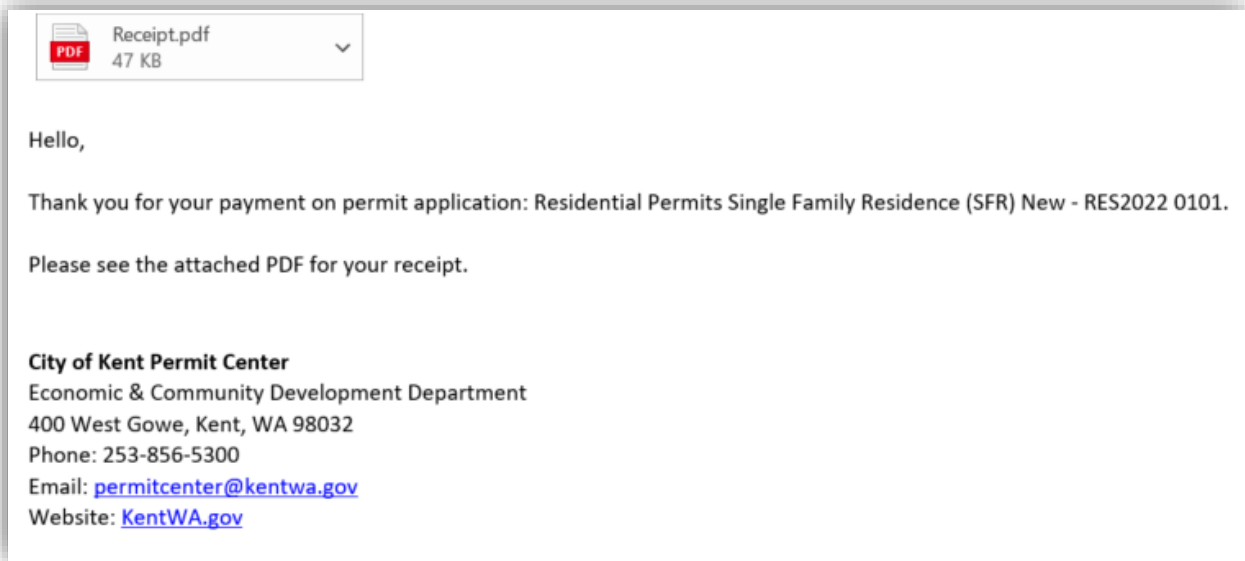 Receipt.pdf
PDF
47 KB
Hello,
Thank you for your payment on permit application: Residential Permits Single Family Residence (SFR) New - RES2022 0101.
Please see the attached PDF for your receipt.
City of Kent Permit Center
Economic & Community Development Department
400 West Gowe, Kent, WA 98032
Phone: 253-856-5300
Email: permitcenter@kentwa.gov
Website: KentWA.gov